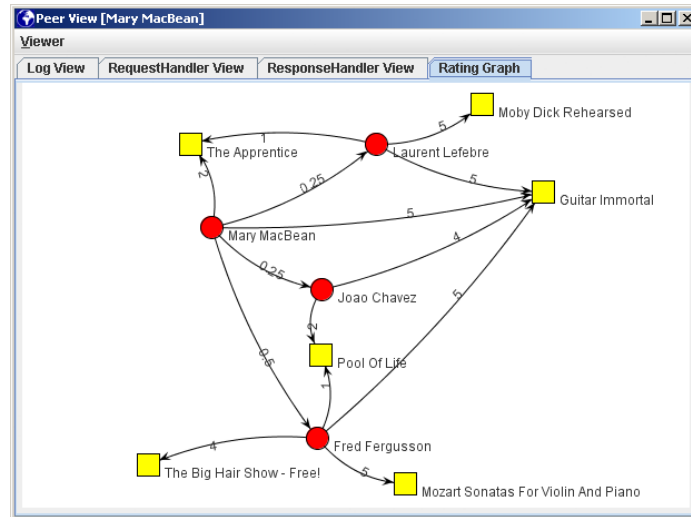 Peer View [Mary MacBean]
Viewer
Log View RequestHandler View ResponseHandler View Rating Graph
5
Moby Dick Rehearsed
1
The Apprentice
Laurent Lefebre
2
0.25
5
Guitar Immortal
5
Mary MacBean
4
0.25
Joao Chavez
5
2
0.5
Pool Of Life
1
Fred Fergusson
4
The Big Hair Show - Free!
5
Mozart Sonatas For Violin And Piano